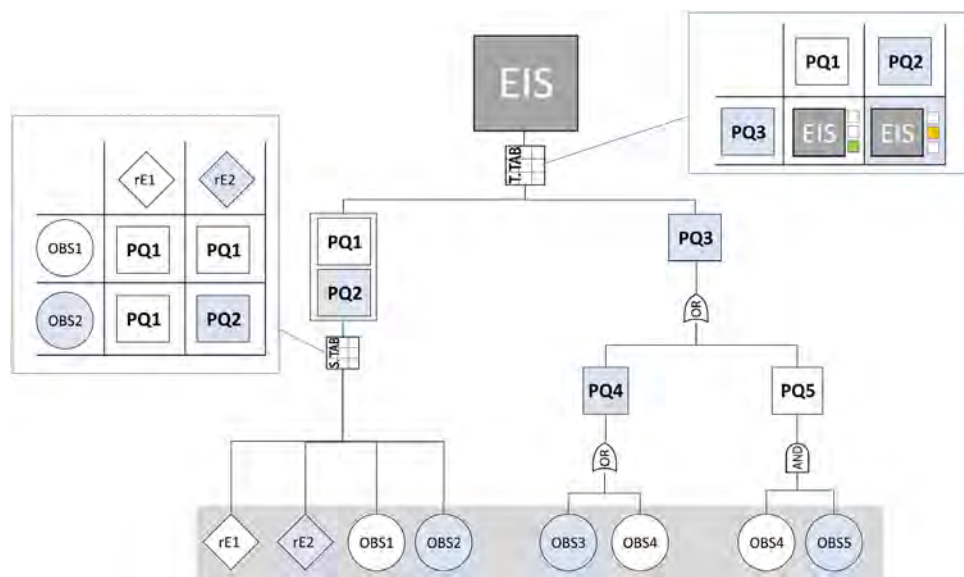 EIS
T.TAB
PQ1 PQ2
PQ3 EIS EIS
rE1 rE2
OBS1 PQ1 PQ1
OBS2 PQ1 PQ2
PQ1
PQ2
PQ3
S.TAB
OR
PQ4 PQ5
OR AND
rE1 rE2 OBS1 OBS2 OBS3 OBS4 OBS4 OBS5